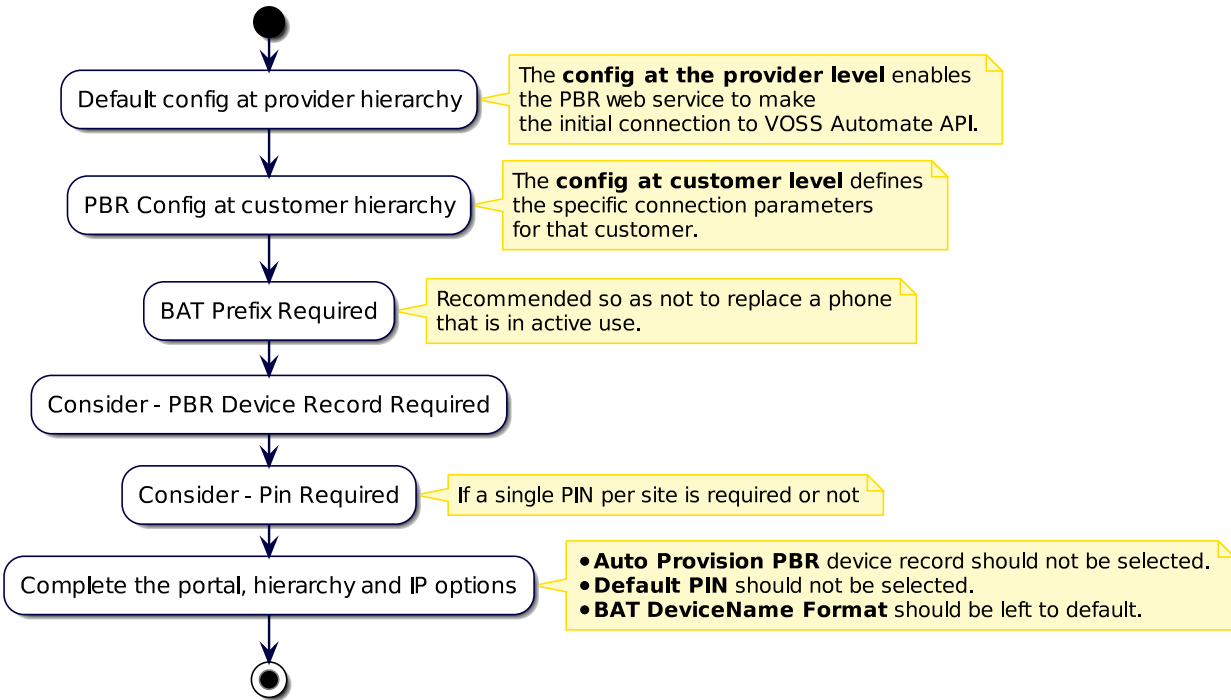 Default config at provider hierarchy
The config at the provider level enables
the PBR web service to make
the initial connection to VOSS Automate API.
PBR Config at customer hierarchy
The config at customer level defines
the specific connection parameters
for that customer.
BAT Prefix Required
Recommended so as not to replace a phone
that is in active use.
Consider - PBR Device Record Required
Consider - Pin Required
If a single PIN per site is required or not
Complete the portal, hierarchy and IP options
• Auto Provision PBR device record should not be selected.
• Default PIN should not be selected.
• BAT DeviceName Format should be left to default.